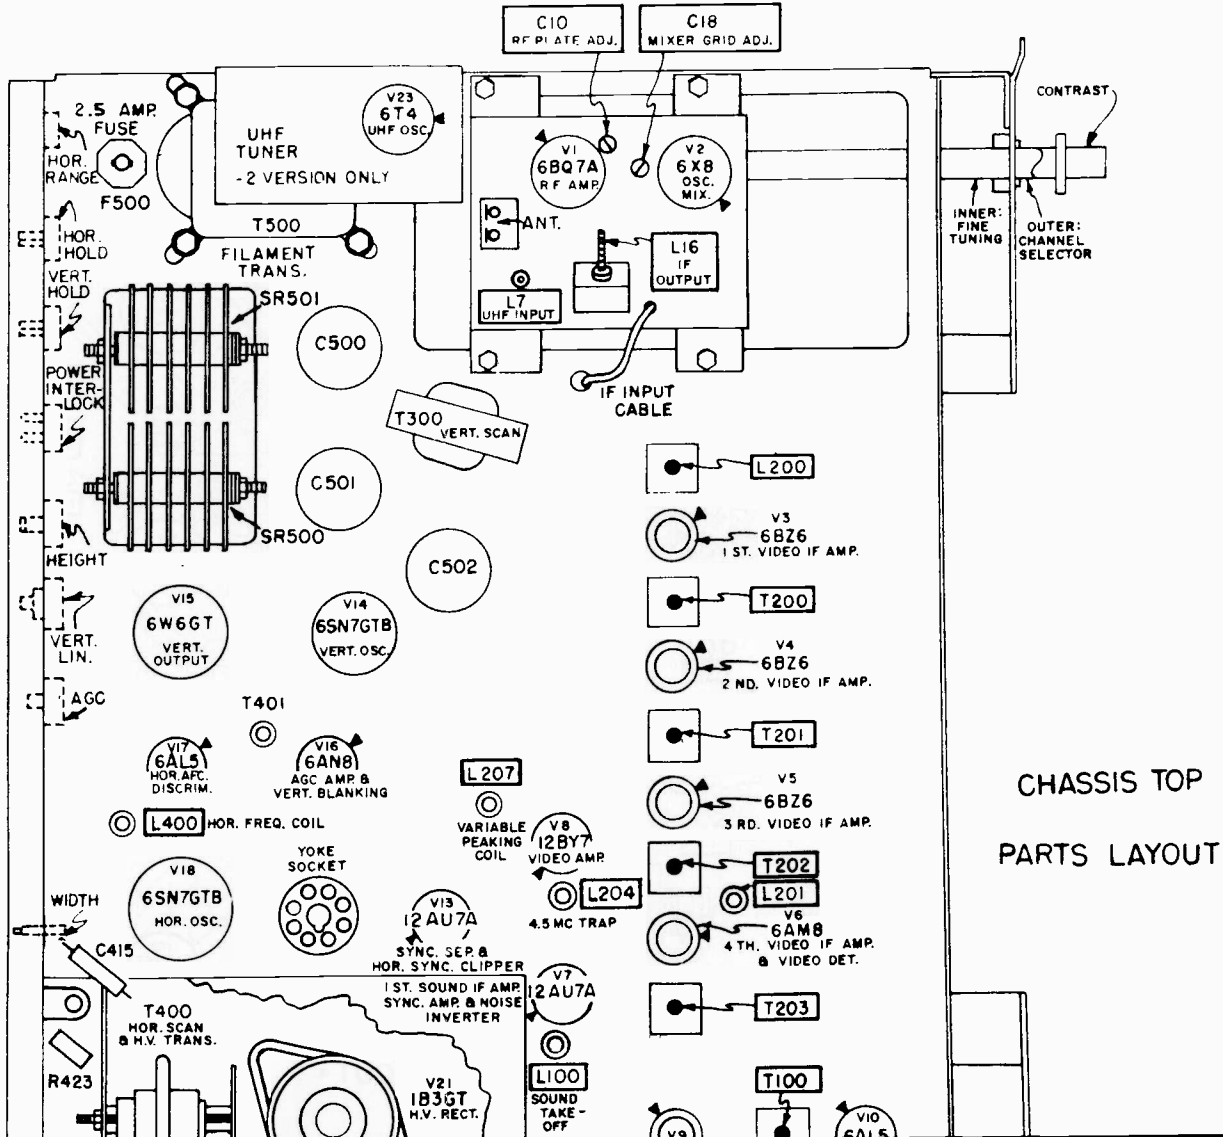 C10
RF PLATE ADJ.
C18
MIXER GRID ADJ.
CONTRAST
2.5 AMP.
FUSE
HOR.
RANGE
F500
UHF
TUNER
-2 VERSION ONLY
V23
6T4
UHF OSC.
T500
FILAMENT
TRANS.
V1
6BQ7A
R F AMP.
V2
6X8
OSC.
MIX.
ANT.
L16
IF
OUTPUT
L7
UHF INPUT
INNER:
FINE
TUNING
OUTER:
CHANNEL
SELECTOR
HOR.
HOLD
VERT.
HOLD
SR501
C500
POWER
INTER-
LOCK
IF INPUT
CABLE
T300
VERT. SCAN
C501
SR500
L200
HEIGHT
V3
6BZ6
1 ST. VIDEO IF AMP.
C502
V15
6W6GT
VERT.
OUTPUT
V14
6SN7GTB
VERT. OSC.
T200
VERT.
LIN.
V4
6BZ6
2 ND. VIDEO IF AMP.
AGC
T401
T201
V17
6AL5
HOR. AFC.
DISCRIM.
V16
6AN8
AGC AMP. &
VERT. BLANKING
L207
VARIABLE
PEAKING
COIL
V5
6BZ6
3 RD. VIDEO IF AMP.
CHASSIS TOP
PARTS LAYOUT
L400
HOR. FREQ. COIL
V8
12BY7
VIDEO AMP.
T202
V18
6SN7GTB
HOR. OSC.
YOKE
SOCKET
L204
4.5 MC TRAP
L201
WIDTH
V13
12 AU7A
SYNC. SEP. &
HOR. SYNC. CLIPPER
V6
6AM8
4 TH. VIDEO IF AMP.
& VIDEO DET.
C415
V7
12 AU7A
1 ST. SOUND IF AMP.
SYNC. AMP. & NOISE
INVERTER
T203
T400
HOR. SCAN
& H.V. TRANS.
R423
V21
1B3GT
H.V. RECT.
L100
SOUND
TAKE-
OFF
T100
V9
V10
6AL5